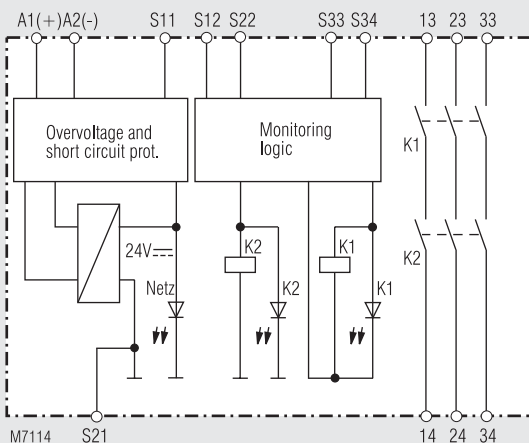 A1(+) A2(-) S11 S12 S22 S33 S34 13 23 33
Overvoltage and
short circuit prot.
Monitoring
logic
K1
24V
K2 K1 K2
Netz K2 K1
M7114 S21 14 24 34